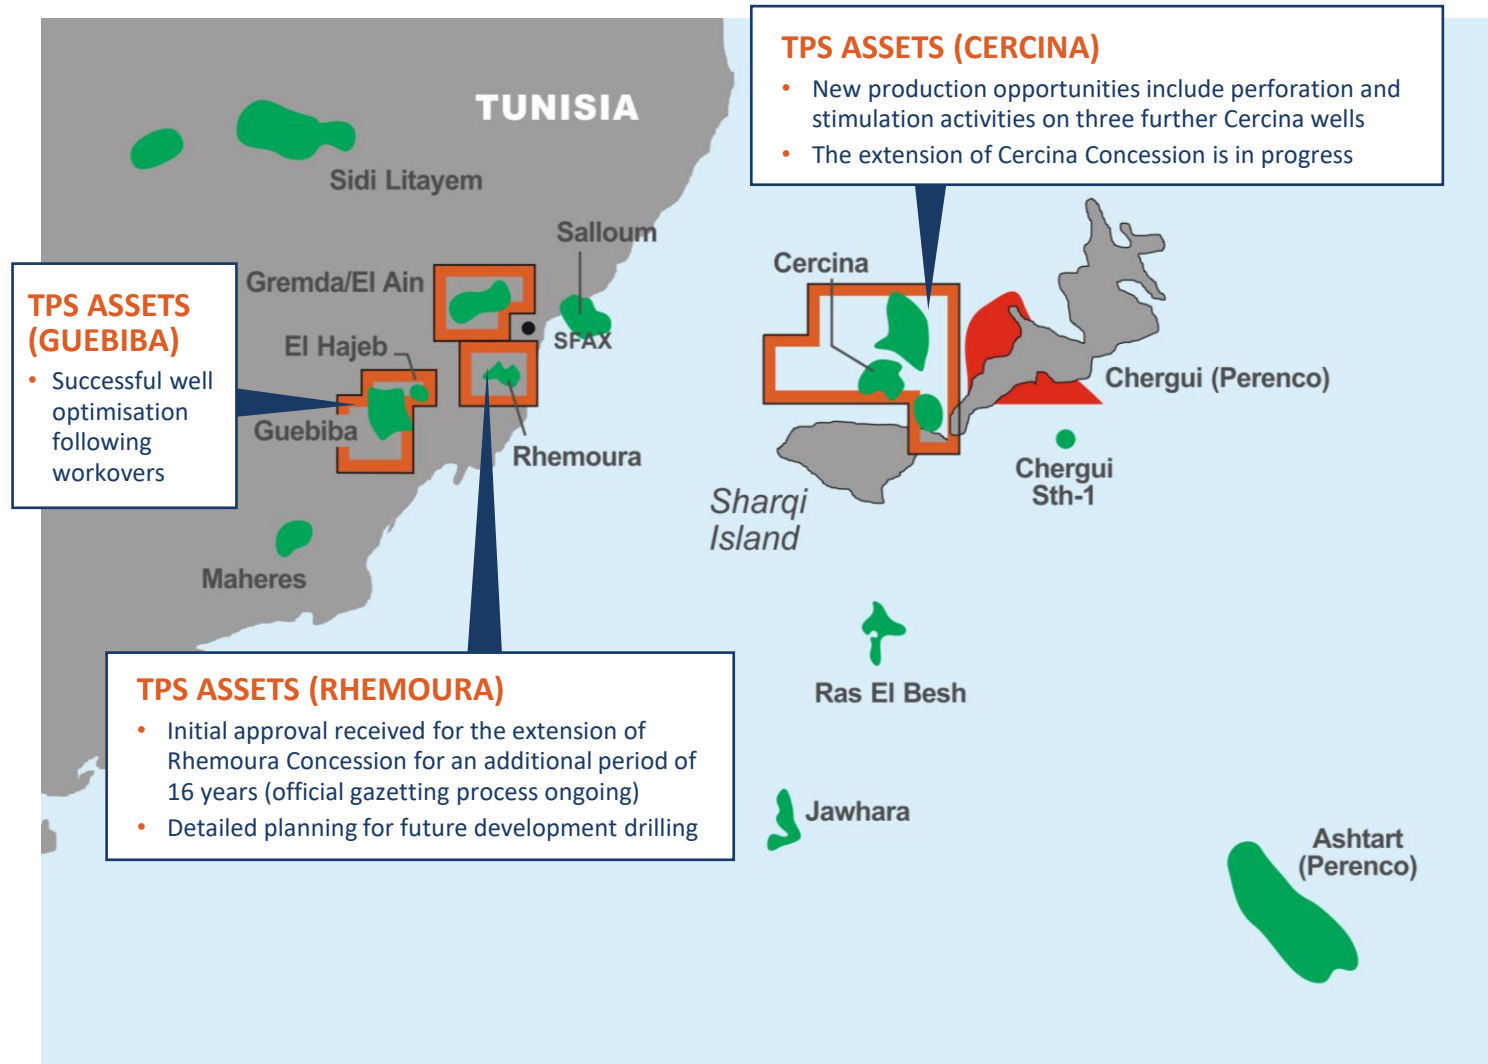 TPS ASSETS (CERCINA)
• New production opportunities include perforation and
stimulation activities on three further Cercina wells
• The extension of Cercina Concession is in progress
TUNISIA
Sidi Litayem
Salloum
Gremda/El Ain
SFAX
El Hajeb
Guebiba
Rhemoura
Cercina
Chergui (Perenco)
Chergui
Sth-1
Sharqi
Island
TPS ASSETS
(GUEBIBA)
• Successful well
optimisation
following
workovers
Maheres
TPS ASSETS (RHEMOURA)
• Initial approval received for the extension of
Rhemoura Concession for an additional period of
16 years (official gazetting process ongoing)
• Detailed planning for future development drilling
Ras El Besh
Jawhara
Ashtart
(Perenco)